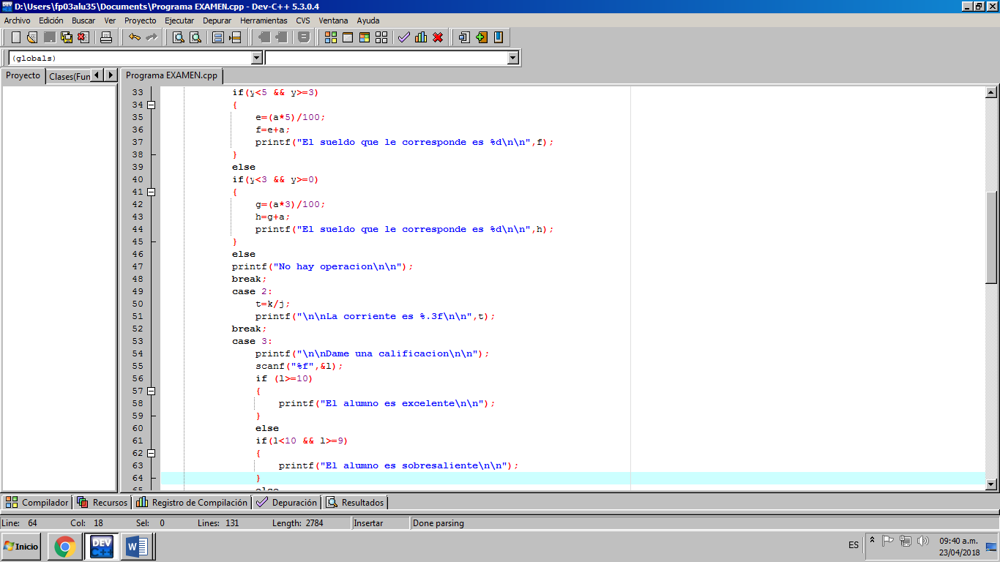 D:\Users\fp03alu35\Documents\Programa EXAMEN.cpp - Dev-C++ 5.3.0.4
Archivo Edición Buscar Ver Proyecto Ejecutar Depurar Herramientas CVS Ventana Ayuda
(globals)
Proyecto Clases(Fun Programa EXAMEN.cpp
33 if(y<5 && y>=3)
34 {
35 e=(a*5)/100;
36 f=e+a;
37 printf("El sueldo que le corresponde es %d\n\n",f);
38 }
39 else
40 if(y<3 && y>=0)
41 {
42 g=(a*3)/100;
43 h=g+a;
44 printf("El sueldo que le corresponde es %d\n\n",h);
45 }
46 else
47 printf("No hay operacion\n\n");
48 break;
49 case 2:
50 t=k/j;
51 printf("\n\nLa corriente es %.3f\n\n",t);
52 break;
53 case 3:
54 printf("\n\nDame una calificacion\n\n");
55 scanf("%f",&l);
56 if (l>=10)
57 {
58 printf("El alumno es excelente\n\n");
59 }
60 else
61 if(l<10 && l>=9)
62 {
63 printf("El alumno es sobresaliente\n\n");
64 }
65 else
Compilador Recursos Registro de Compilación Depuración Resultados
Line: 64 Col: 18 Sel: 0 Lines: 131 Length: 2784 Insertar Done parsing
Inicio DEV C++ W ES 09:40 a.m.
23/04/2018